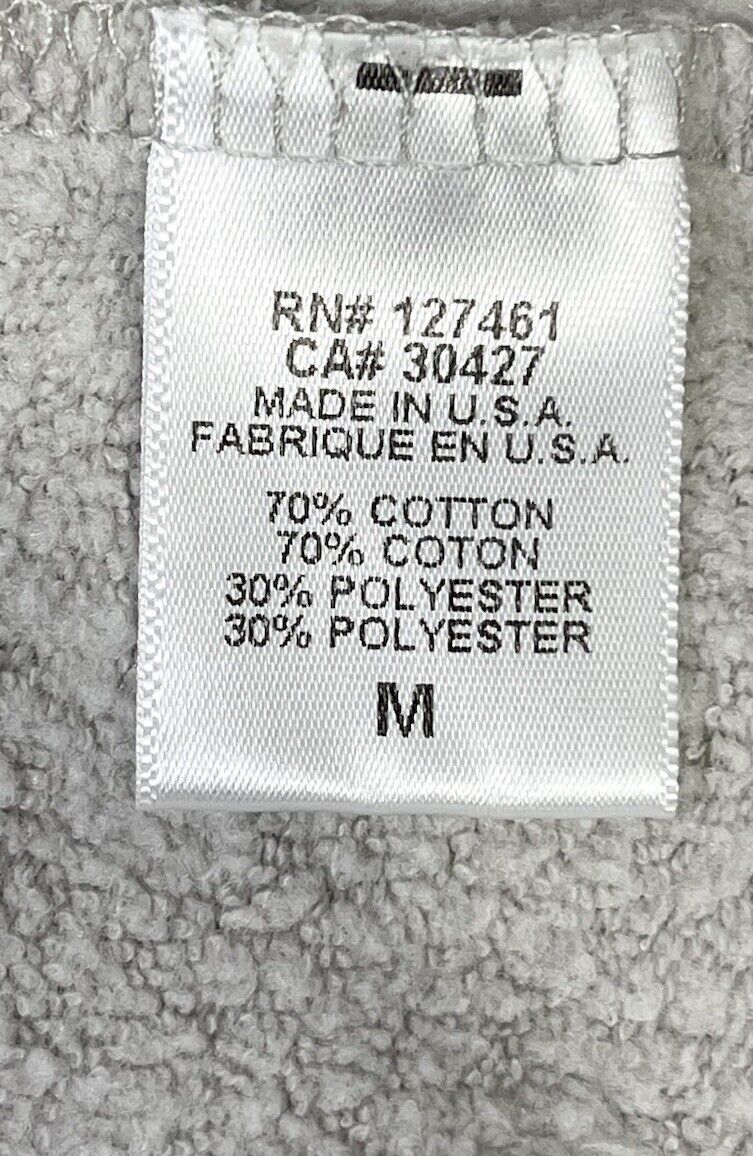 RN# 127461
CA# 30427
MADE IN U.S.A.
FABRIQUE EN U.S.A.
70% COTTON
70% COTON
30% POLYESTER
30% POLYESTER
M